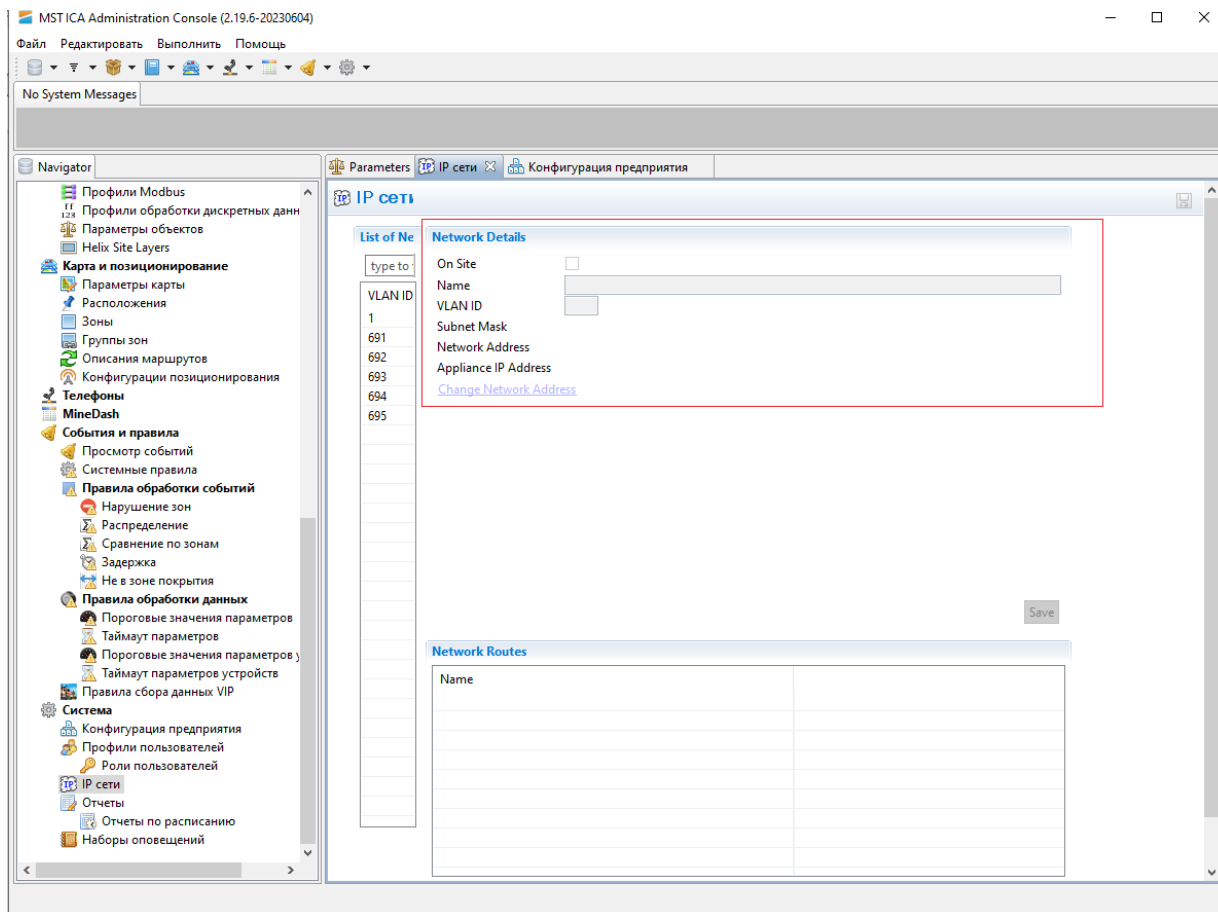 MST ICA Administration Console (2.19.6-20230604)
Файл Редактировать Выполнить Помощь
No System Messages
Navigator
Профили Modbus
Профили обработки дискретных данн
Параметры объектов
Helix Site Layers
Карта и позиционирование
Параметры карты
Расположения
Зоны
Группы зон
Описания маршрутов
Конфигурации позиционирования
Телефоны
MineDash
События и правила
Просмотр событий
Системные правила
Правила обработки событий
Нарушение зон
Распределение
Сравнение по зонам
Задержка
Не в зоне покрытия
Правила обработки данных
Пороговые значения параметров
Таймаут параметров
Пороговые значения параметров у
Таймаут параметров устройств
Правила сбора данных VIP
Система
Конфигурация предприятия
Профили пользователей
Роли пользователей
IP сети
Отчеты
Отчеты по расписанию
Наборы оповещений
Parameters IP сети Конфигурация предприятия
IP сети
List of Ne
type to
VLAN ID
1
691
692
693
694
695
Network Details
On Site
Name
VLAN ID
Subnet Mask
Network Address
Appliance IP Address
Change Network Address
Save
Network Routes
Name